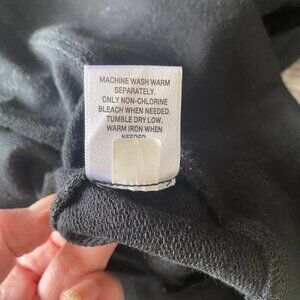 MACHINE WASH WARM
SEPARATELY.
ONLY NON-CHLORINE
BLEACH WHEN NEEDED.
TUMBLE DRY LOW.
WARM IRON WHEN
NEEDED